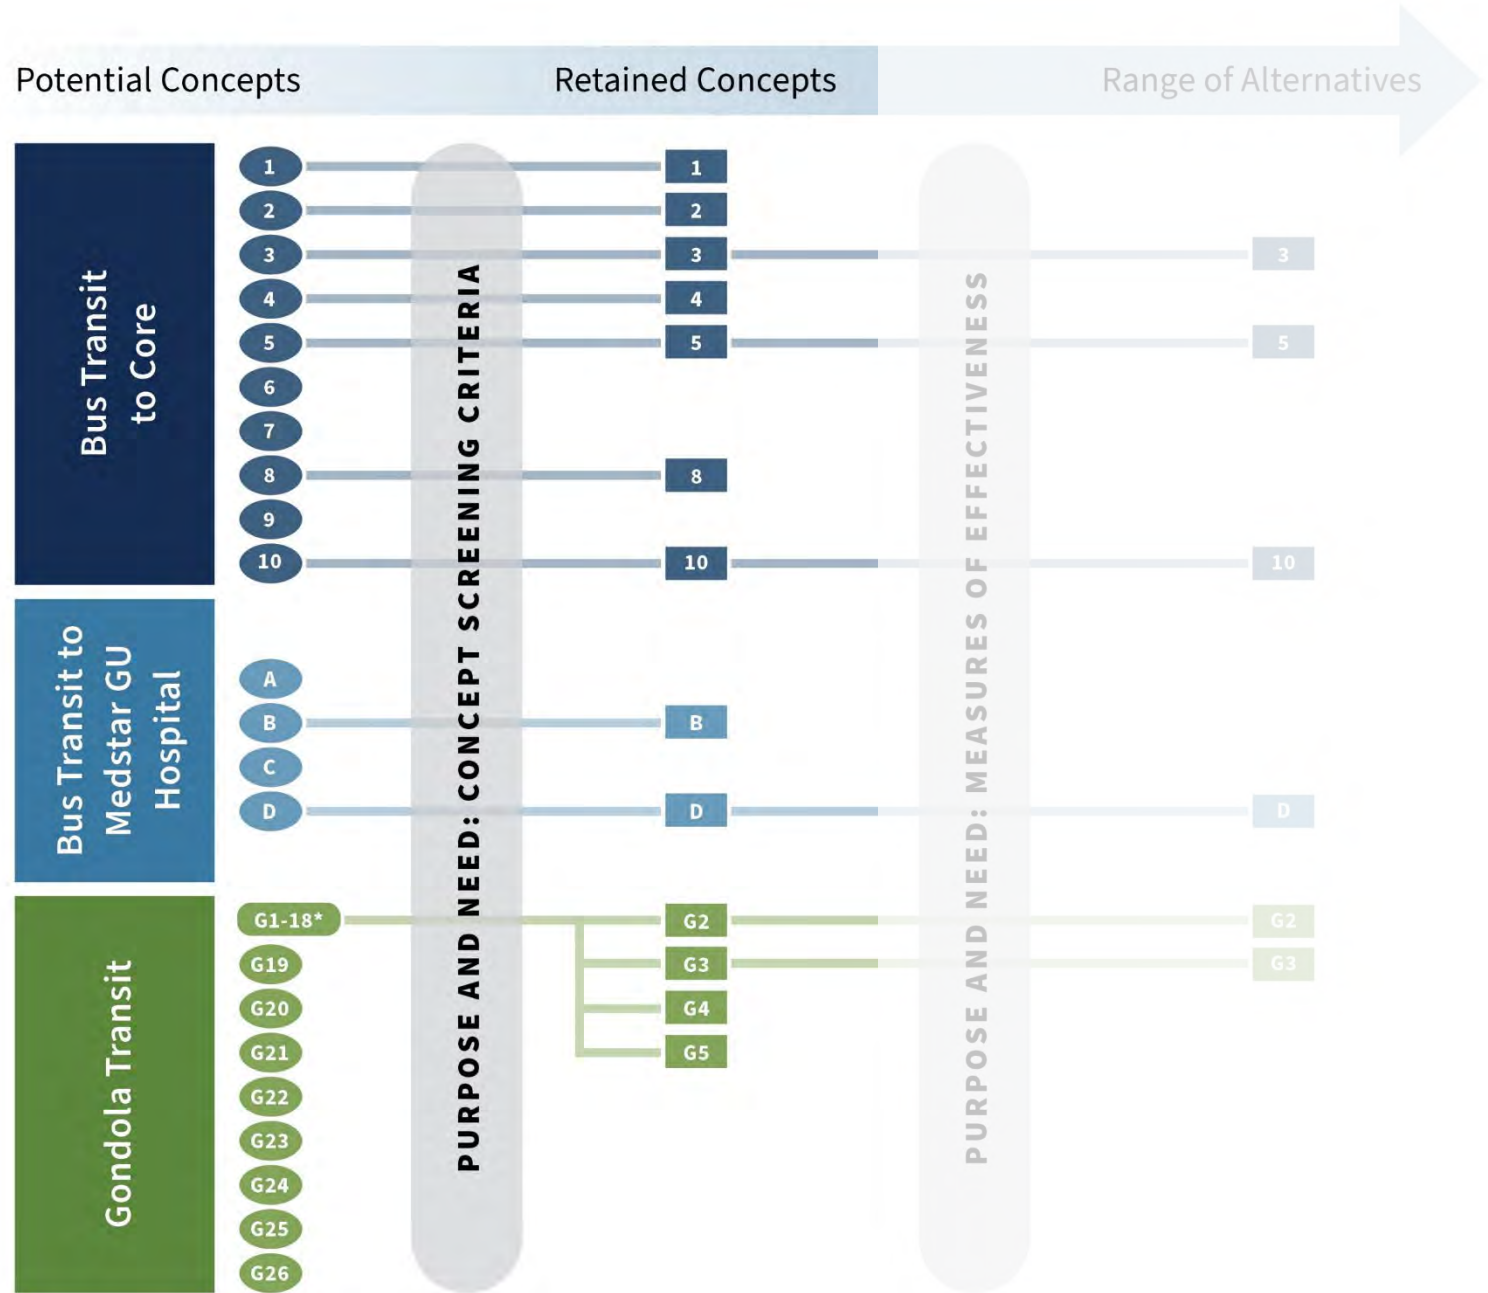 Potential Concepts
Retained Concepts
Range of Alternatives
Bus Transit
to Core
1
2
3
4
5
6
7
8
9
10
1
2
3
4
5
8
10
3
5
10
Bus Transit to
Medstar GU
Hospital
A
B
C
D
B
D
D
Gondola Transit
G1-18*
G19
G20
G21
G22
G23
G24
G25
G26
G2
G3
G4
G5
G2
G3
PURPOSE AND NEED: CONCEPT SCREENING CRITERIA
PURPOSE AND NEED: MEASURES OF EFFECTIVENESS